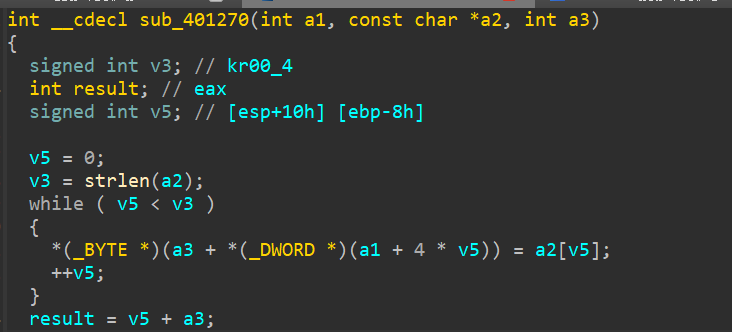 int __cdecl sub_401270(int a1, const char *a2, int a3)
{
  signed int v3; // kr00_4
  int result; // eax
  signed int v5; // [esp+10h] [ebp-8h]

  v5 = 0;
  v3 = strlen(a2);
  while ( v5 < v3 )
  {
    *(_BYTE *)(a3 + *(_DWORD *)(a1 + 4 * v5)) = a2[v5];
    ++v5;
  }
  result = v5 + a3;